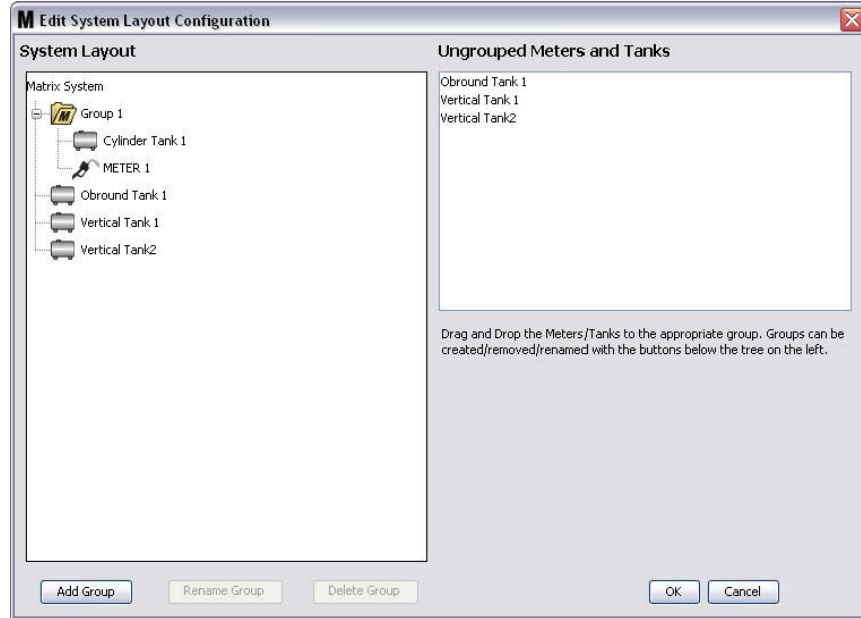 M Edit System Layout Configuration
System Layout
Matrix System
M Group 1
Cylinder Tank 1
METER 1
Obround Tank 1
Vertical Tank 1
Vertical Tank2
Ungrouped Meters and Tanks
Obround Tank 1
Vertical Tank 1
Vertical Tank2
Drag and Drop the Meters/Tanks to the appropriate group. Groups can be
created/removed/renamed with the buttons below the tree on the left.
Add Group
Rename Group
Delete Group
OK
Cancel